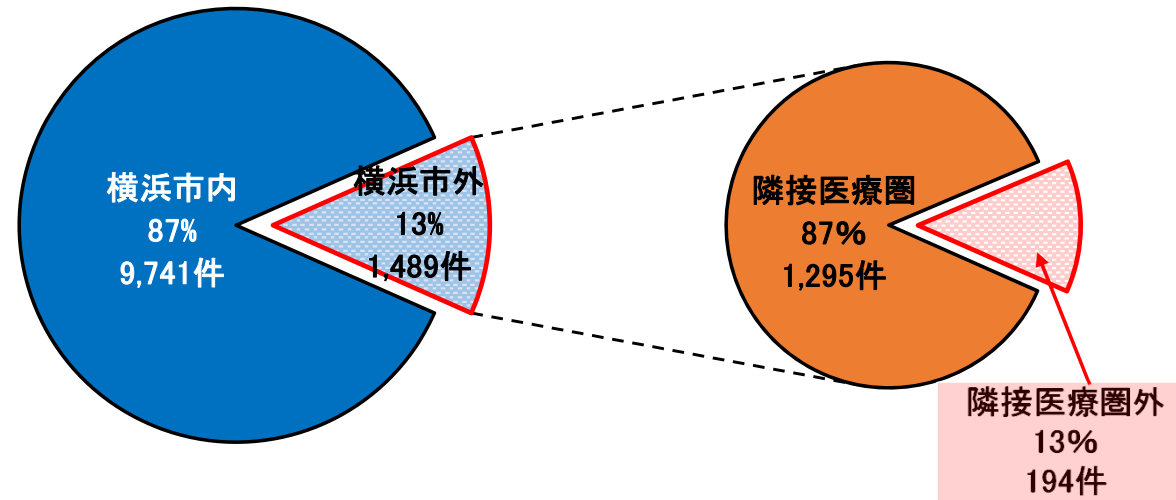 横浜市内
87%
9,741件
横浜市外
13%
1,489件
隣接医療圏
87%
1,295件
隣接医療圏外
13%
194件